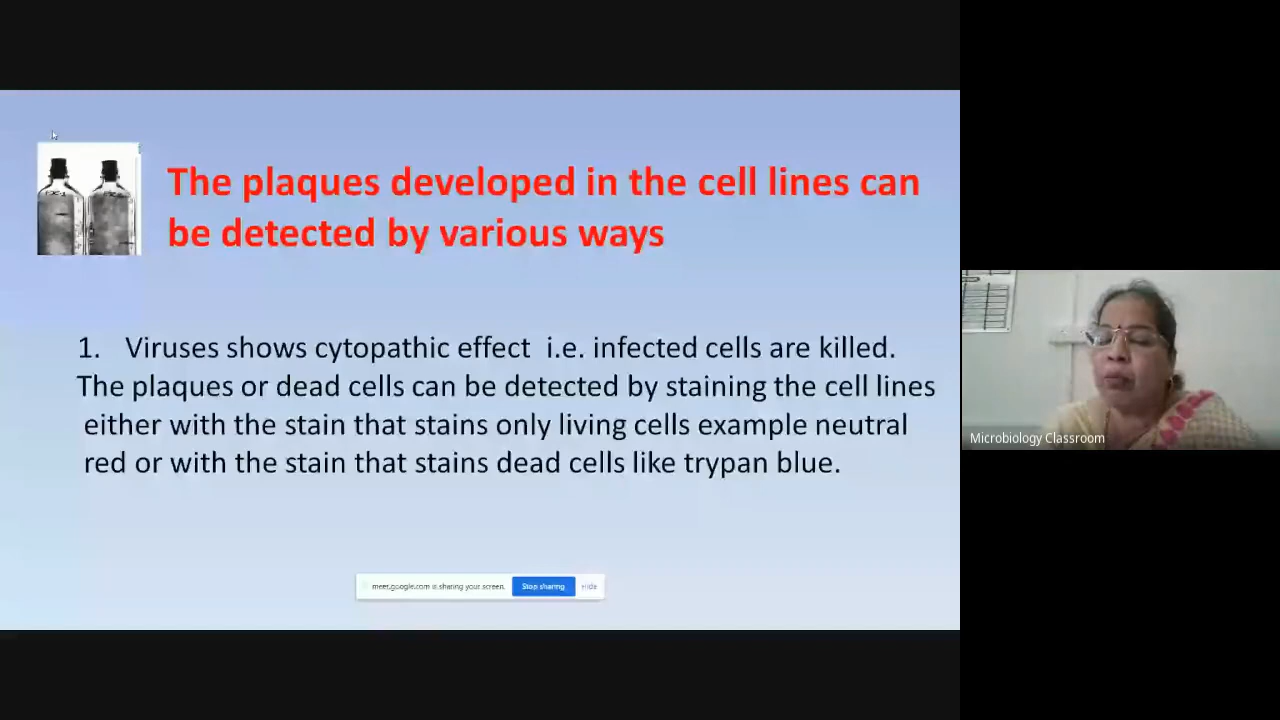 The plaques developed in the cell lines can
be detected by various ways
1. Viruses shows cytopathic effect i.e. infected cells are killed.
The plaques or dead cells can be detected by staining the cell lines
either with the stain that stains only living cells example neutral
red or with the stain that stains dead cells like trypan blue.
meet.google.com is sharing your screen. Stop sharing Hide
Microbiology Classroom